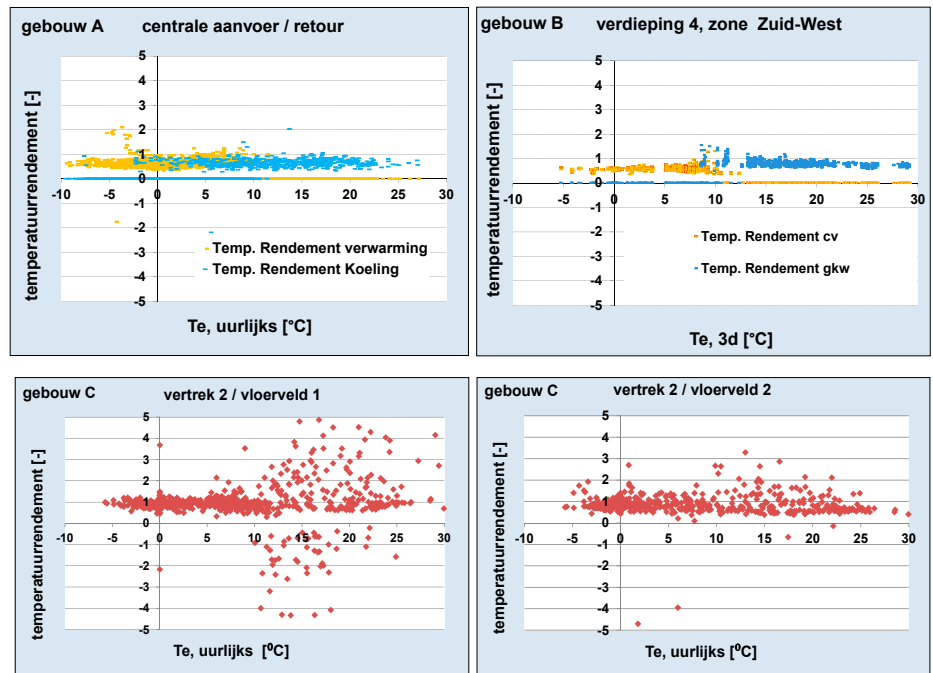 gebouw A centrale aanvoer / retour
temperatuurrendement [-]
5
4
3
2
1
0
-1
-2
-3
-4
-5
-10 -5 0 5 10 15 20 25 30
Temp. Rendement verwarming
Temp. Rendement Koeling
Te, uurlijks [°C]
gebouw B verdieping 4, zone Zuid-West
temperatuurrendement [-]
5
4
3
2
1
0
-1
-2
-3
-4
-5
-10 -5 0 5 10 15 20 25 30
Temp. Rendement cv
Temp. Rendement gkw
Te, 3d [°C]
gebouw C vertrek 2 / vloerveld 1
temperatuurrendement [-]
5
4
3
2
1
0
-1
-2
-3
-4
-5
-10 -5 0 5 10 15 20 25 30
Te, uurlijks [⁰C]
gebouw C vertrek 2 / vloerveld 2
temperatuurrendement [-]
5
4
3
2
1
0
-1
-2
-3
-4
-5
-10 -5 0 5 10 15 20 25 30
Te, uurlijks [⁰C]